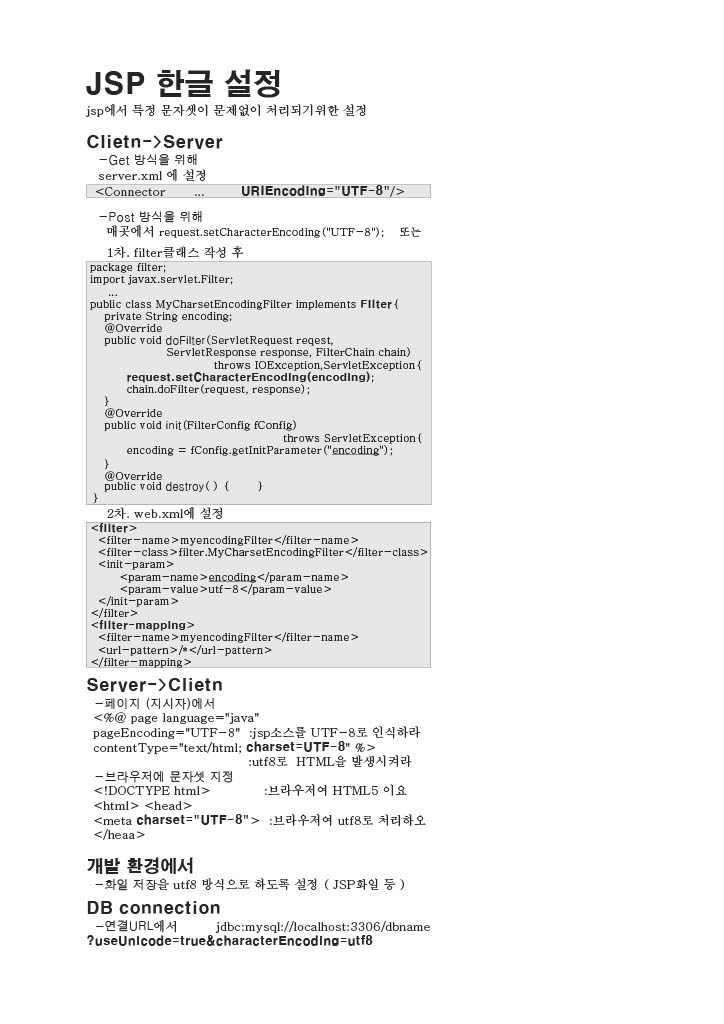 JSP 한글 설정
jsp에서 특정 문자셋이 문제없이 처리되기위한 설정
Clietn->Server
-Get 방식을 위해
server.xml 에 설정
<Connector ... URIEncoding="UTF-8"/>
-Post 방식을 위해
매곳에서 request.setCharacterEncoding("UTF-8"); 또는
1차. filter클래스 작성 후
package filter;
import javax.servlet.Filter;
...
public class MyCharsetEncodingFilter implements Filter{
private String encoding;
@Override
public void doFilter(ServletRequest reqest,
ServletResponse response, FilterChain chain)
throws IOException,ServletException{
request.setCharacterEncoding(encoding);
chain.doFilter(request, response);
}
@Override
public void init(FilterConfig fConfig)
throws ServletException{
encoding = fConfig.getInitParameter("encoding");
}
@Override
public void destroy( ) { }
}
2차. web.xml에 설정
<filter>
<filter-name>myencodingFilter</filter-name>
<filter-class>filter.MyCharsetEncodingFilter</filter-class>
<init-param>
<param-name>encoding</param-name>
<param-value>utf-8</param-value>
</init-param>
</filter>
<filter-mapping>
<filter-name>myencodingFilter</filter-name>
<url-pattern>/*</url-pattern>
</filter-mapping>
Server->Clietn
-페이지 (지시자)에서
<%@ page language="java"
pageEncoding="UTF-8" :jsp소스를 UTF-8로 인식하라
contentType="text/html; charset=UTF-8" %>
:utf8로 HTML을 발생시켜라
-브라우저에 문자셋 지정
<!DOCTYPE html> :브라우저여 HTML5 이요
<html> <head>
<meta charset="UTF-8"> :브라우저여 utf8로 처리하오
</heaa>
개발 환경에서
-화일 저장을 utf8 방식으로 하도록 설정 ( JSP화일 등 )
DB connection
-연결URL에서 jdbc:mysql://localhost:3306/dbname
?useUnicode=true&characterEncoding=utf8